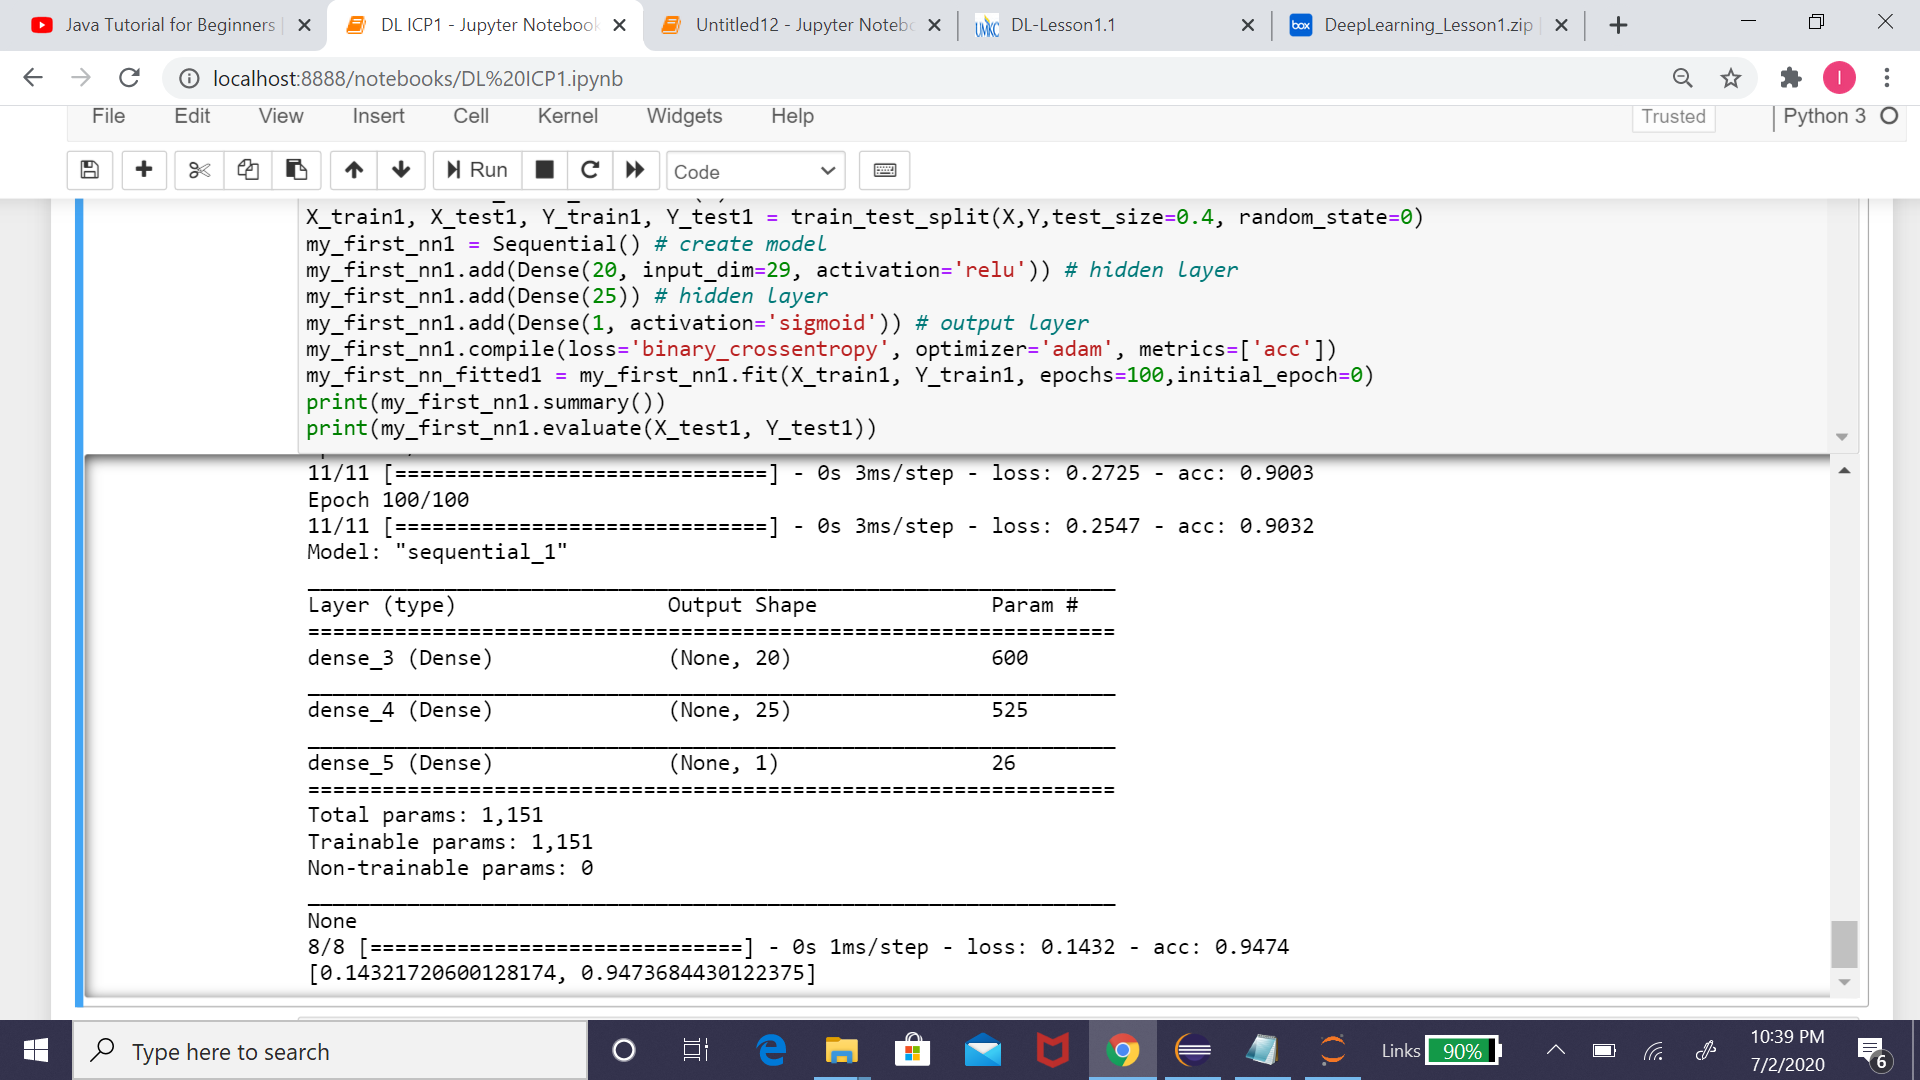 Java Tutorial for Beginners
DL ICP1 - Jupyter Notebook
Untitled12 - Jupyter Notebo
UMKC DL-Lesson1.1
box DeepLearning_Lesson1.zip
localhost:8888/notebooks/DL%20ICP1.ipynb
I
File Edit View Insert Cell Kernel Widgets Help Trusted Python 3
Run Code
X_train1, X_test1, Y_train1, Y_test1 = train_test_split(X,Y,test_size=0.4, random_state=0)
my_first_nn1 = Sequential() # create model
my_first_nn1.add(Dense(20, input_dim=29, activation='relu')) # hidden layer
my_first_nn1.add(Dense(25)) # hidden layer
my_first_nn1.add(Dense(1, activation='sigmoid')) # output layer
my_first_nn1.compile(loss='binary_crossentropy', optimizer='adam', metrics=['acc'])
my_first_nn_fitted1 = my_first_nn1.fit(X_train1, Y_train1, epochs=100,initial_epoch=0)
print(my_first_nn1.summary())
print(my_first_nn1.evaluate(X_test1, Y_test1))
11/11 [==============================] - 0s 3ms/step - loss: 0.2725 - acc: 0.9003
Epoch 100/100
11/11 [==============================] - 0s 3ms/step - loss: 0.2547 - acc: 0.9032
Model: "sequential_1"
_________________________________________________________________
Layer (type) Output Shape Param #
=================================================================
dense_3 (Dense) (None, 20) 600
_________________________________________________________________
dense_4 (Dense) (None, 25) 525
_________________________________________________________________
dense_5 (Dense) (None, 1) 26
=================================================================
Total params: 1,151
Trainable params: 1,151
Non-trainable params: 0
_________________________________________________________________
None
8/8 [==============================] - 0s 1ms/step - loss: 0.1432 - acc: 0.9474
[0.14321720600128174, 0.9473684430122375]
Type here to search
Links 90%
10:39 PM
7/2/2020
6